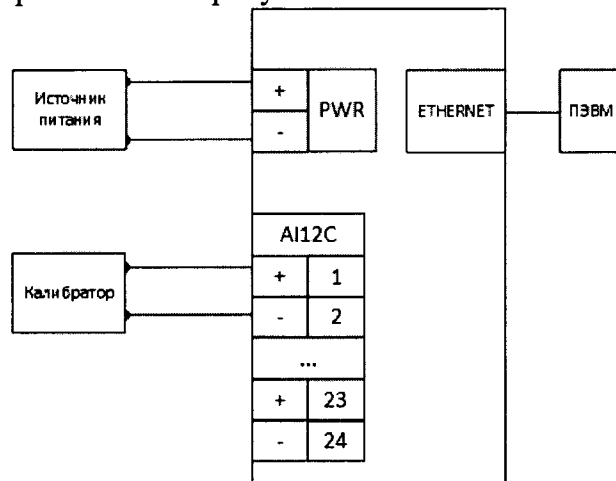 Источник
питания
+
-
PWR
ETHERNET
ПЭВМ
AI12C
Калибратор
+ 1
- 2
...
+ 23
- 24